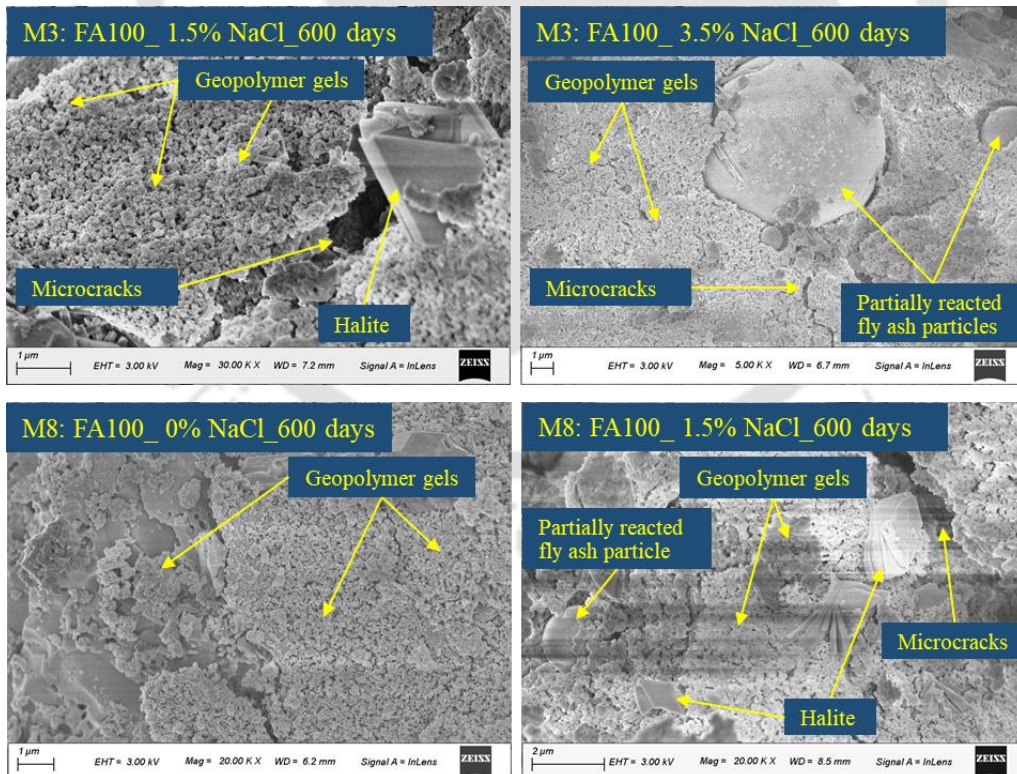 M3: FA100_ 1.5% NaCl_600 days
Geopolymer gels
Microcracks
Halite
1 µm
EHT = 3.00 kV Mag = 30.00 K X WD = 7.2 mm Signal A = InLens
ZEISS
M3: FA100_ 3.5% NaCl_600 days
Geopolymer gels
Microcracks
Partially reacted
fly ash particles
1 µm
EHT = 3.00 kV Mag = 5.00 K X WD = 6.7 mm Signal A = InLens
ZEISS
M8: FA100_ 0% NaCl_600 days
Geopolymer gels
1 µm
EHT = 3.00 kV Mag = 20.00 K X WD = 6.2 mm Signal A = InLens
ZEISS
M8: FA100_ 1.5% NaCl_600 days
Geopolymer gels
Partially reacted
fly ash particle
Microcracks
Halite
2 µm
EHT = 3.00 kV Mag = 20.00 K X WD = 8.5 mm Signal A = InLens
ZEISS